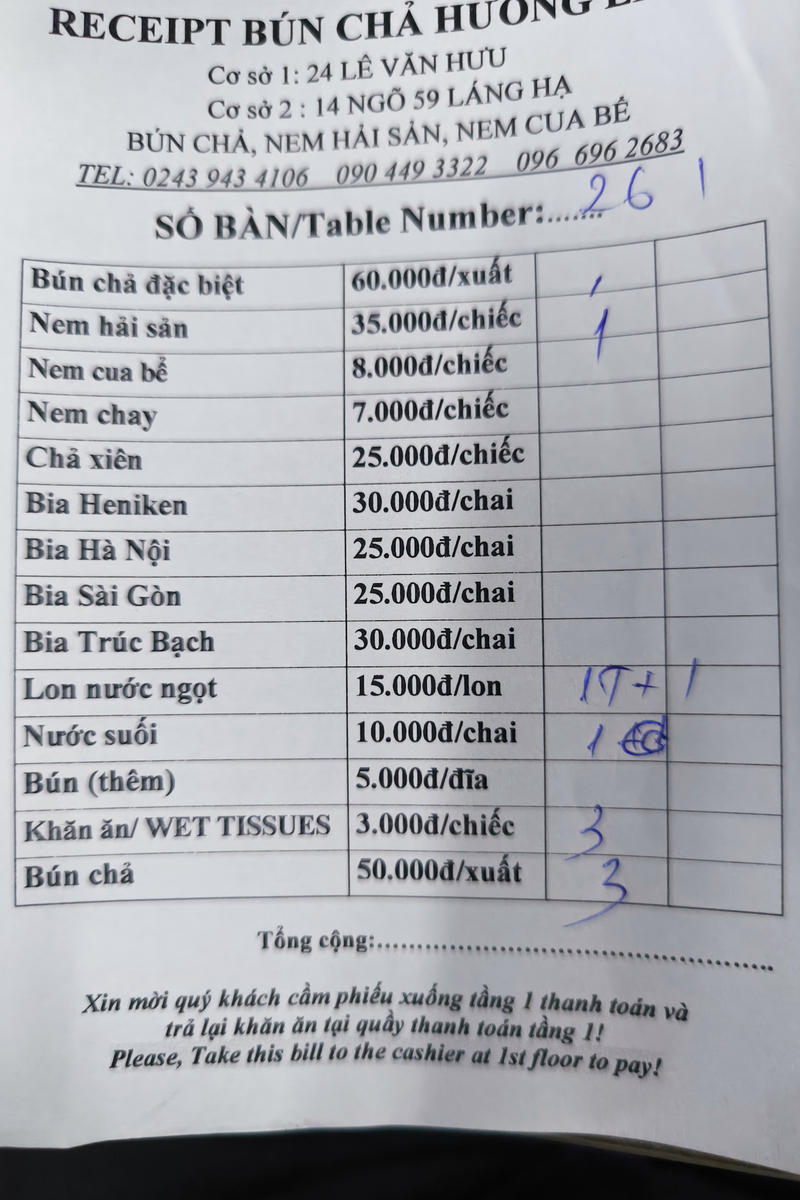 RECEIPT BÚN CHẢ HƯƠNG
Cơ sở 1: 24 LÊ VĂN HƯU
Cơ sở 2 : 14 NGÕ 59 LÁNG HẠ
BÚN CHẢ, NEM HẢI SẢN, NEM CUA BỂ
TEL: 0243 943 4106 090 449 3322 096 696 2683
SỐ BÀN/Table Number:....... 26 1
Bún chả đặc biệt 60.000đ/xuất 1
Nem hải sản 35.000đ/chiếc 1
Nem cua bể 8.000đ/chiếc
Nem chay 7.000đ/chiếc
Chả xiên 25.000đ/chiếc
Bia Heniken 30.000đ/chai
Bia Hà Nội 25.000đ/chai
Bia Sài Gòn 25.000đ/chai
Bia Trúc Bạch 30.000đ/chai
Lon nước ngọt 15.000đ/lon 1T + 1
Nước suối 10.000đ/chai 1
Bún (thêm) 5.000đ/đĩa
Khăn ăn/ WET TISSUES 3.000đ/chiếc 3
Bún chả 50.000đ/xuất 3
Tổng cộng:..........................................................
Xin mời quý khách cầm phiếu xuống tầng 1 thanh toán và
trả lại khăn ăn tại quầy thanh toán tầng 1!
Please, Take this bill to the cashier at 1st floor to pay!